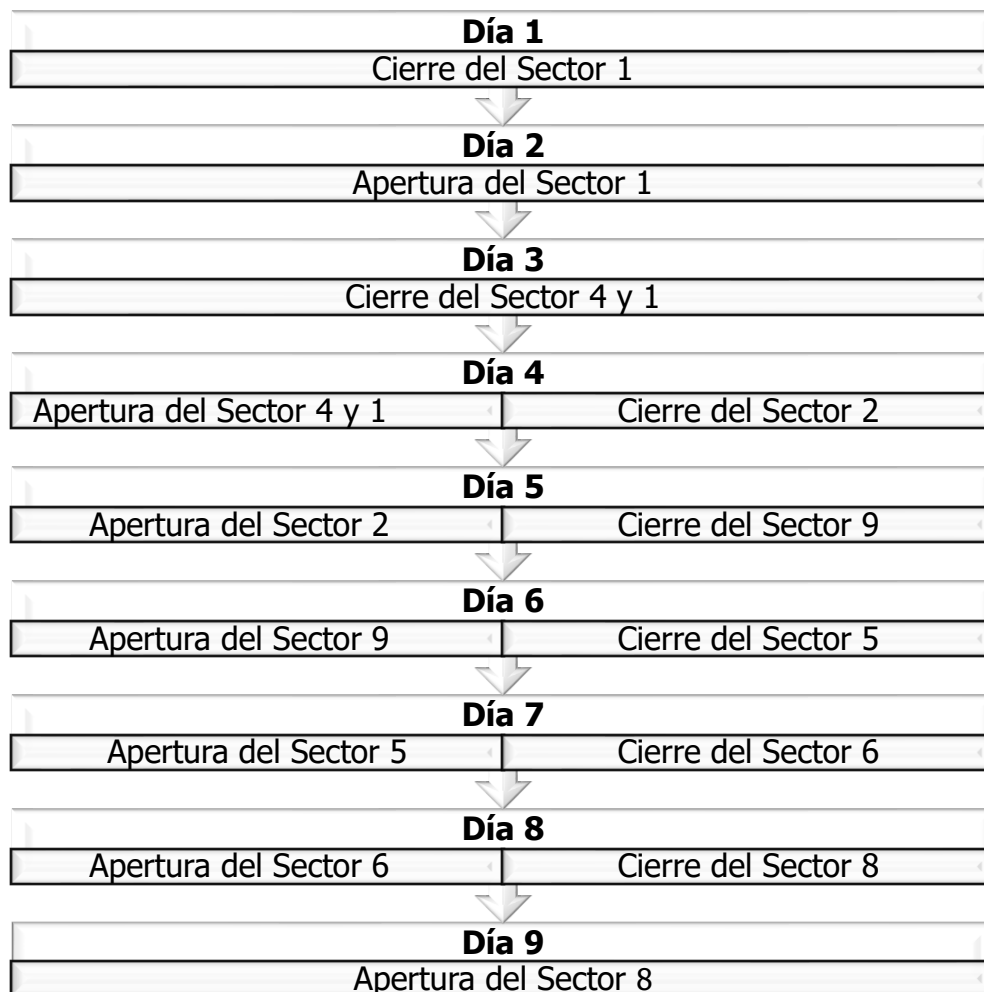 Día 1
Cierre del Sector 1
Día 2
Apertura del Sector 1
Día 3
Cierre del Sector 4 y 1
Día 4
Apertura del Sector 4 y 1
Cierre del Sector 2
Día 5
Apertura del Sector 2
Cierre del Sector 9
Día 6
Apertura del Sector 9
Cierre del Sector 5
Día 7
Apertura del Sector 5
Cierre del Sector 6
Día 8
Apertura del Sector 6
Cierre del Sector 8
Día 9
Apertura del Sector 8